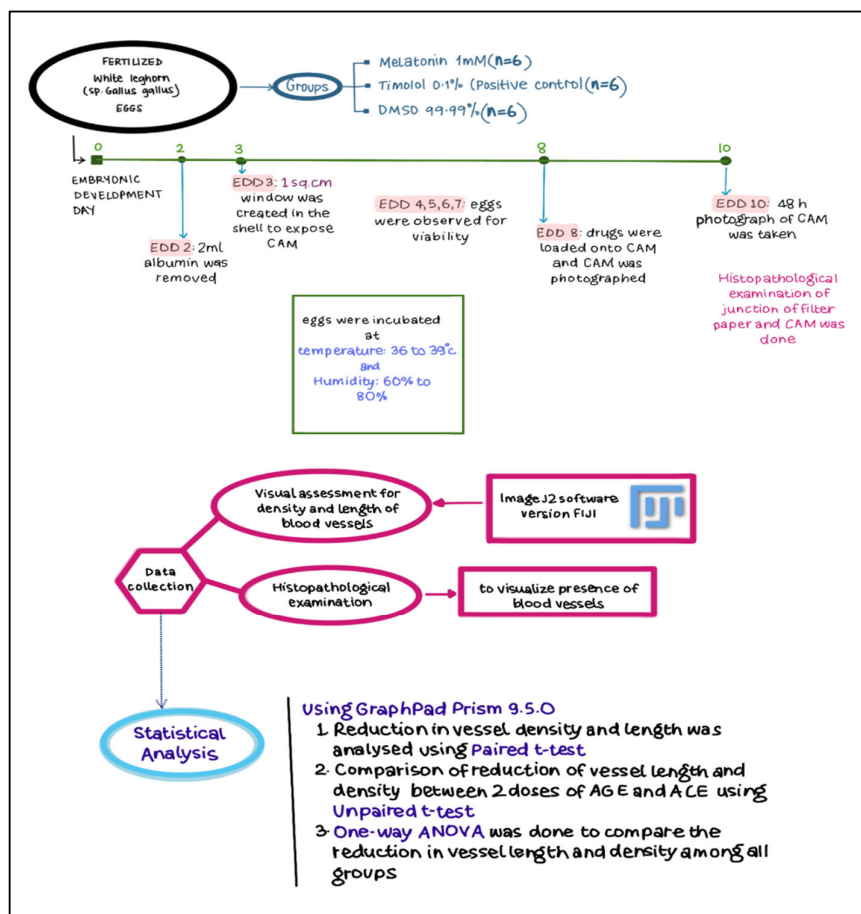 FERTILIZED
White leghorn
(sp. Gallus gallus)
EGGS
Groups
Melatonin 1mM(n=6)
Timolol 0.1% (Positive control(n=6)
DMSO 99.99%(n=6)
0
2
3
8
10
EMBRYONIC
DEVELOPMENT
DAY
EDD 2: 2ml
albumin was
removed
EDD 3: 1 sq.cm
window was
created in the
shell to expose
CAM
EDD 4,5,6,7: eggs
were observed for
viability
EDD 8: drugs were
loaded onto CAM
and CAM was
photographed
EDD 10: 48 h
photograph of CAM
was taken
Histopathological
examination of
junction of filter
paper and CAM was
done
eggs were incubated
at
temperature: 36 to 39°c
and
Humidity: 60% to
80%
Visual assessment for
density and length of
blood vessels
Image J2 software
version FIJI
Data
collection
Histopathological
examination
to visualize presence of
blood vessels
Statistical
Analysis
Using GraphPad Prism 9.5.0
1. Reduction in vessel density and length was
analysed using Paired t-test
2. Comparison of reduction of vessel length and
density between 2 doses of AGE and ACE using
Unpaired t-test
3. One-way ANOVA was done to compare the
reduction in vessel length and density among all
groups